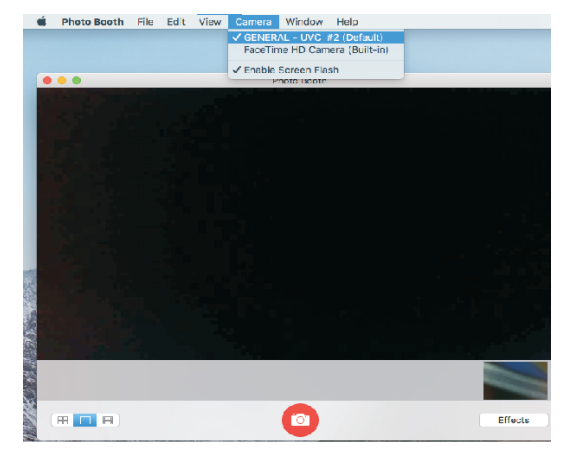 Photo Booth File Edit View Camera Window Help
✓ GENERAL – UVC #2 (Default)
FaceTime HD Camera (Built-in)
✓ Enable Screen Flash
Photo Booth
Effects